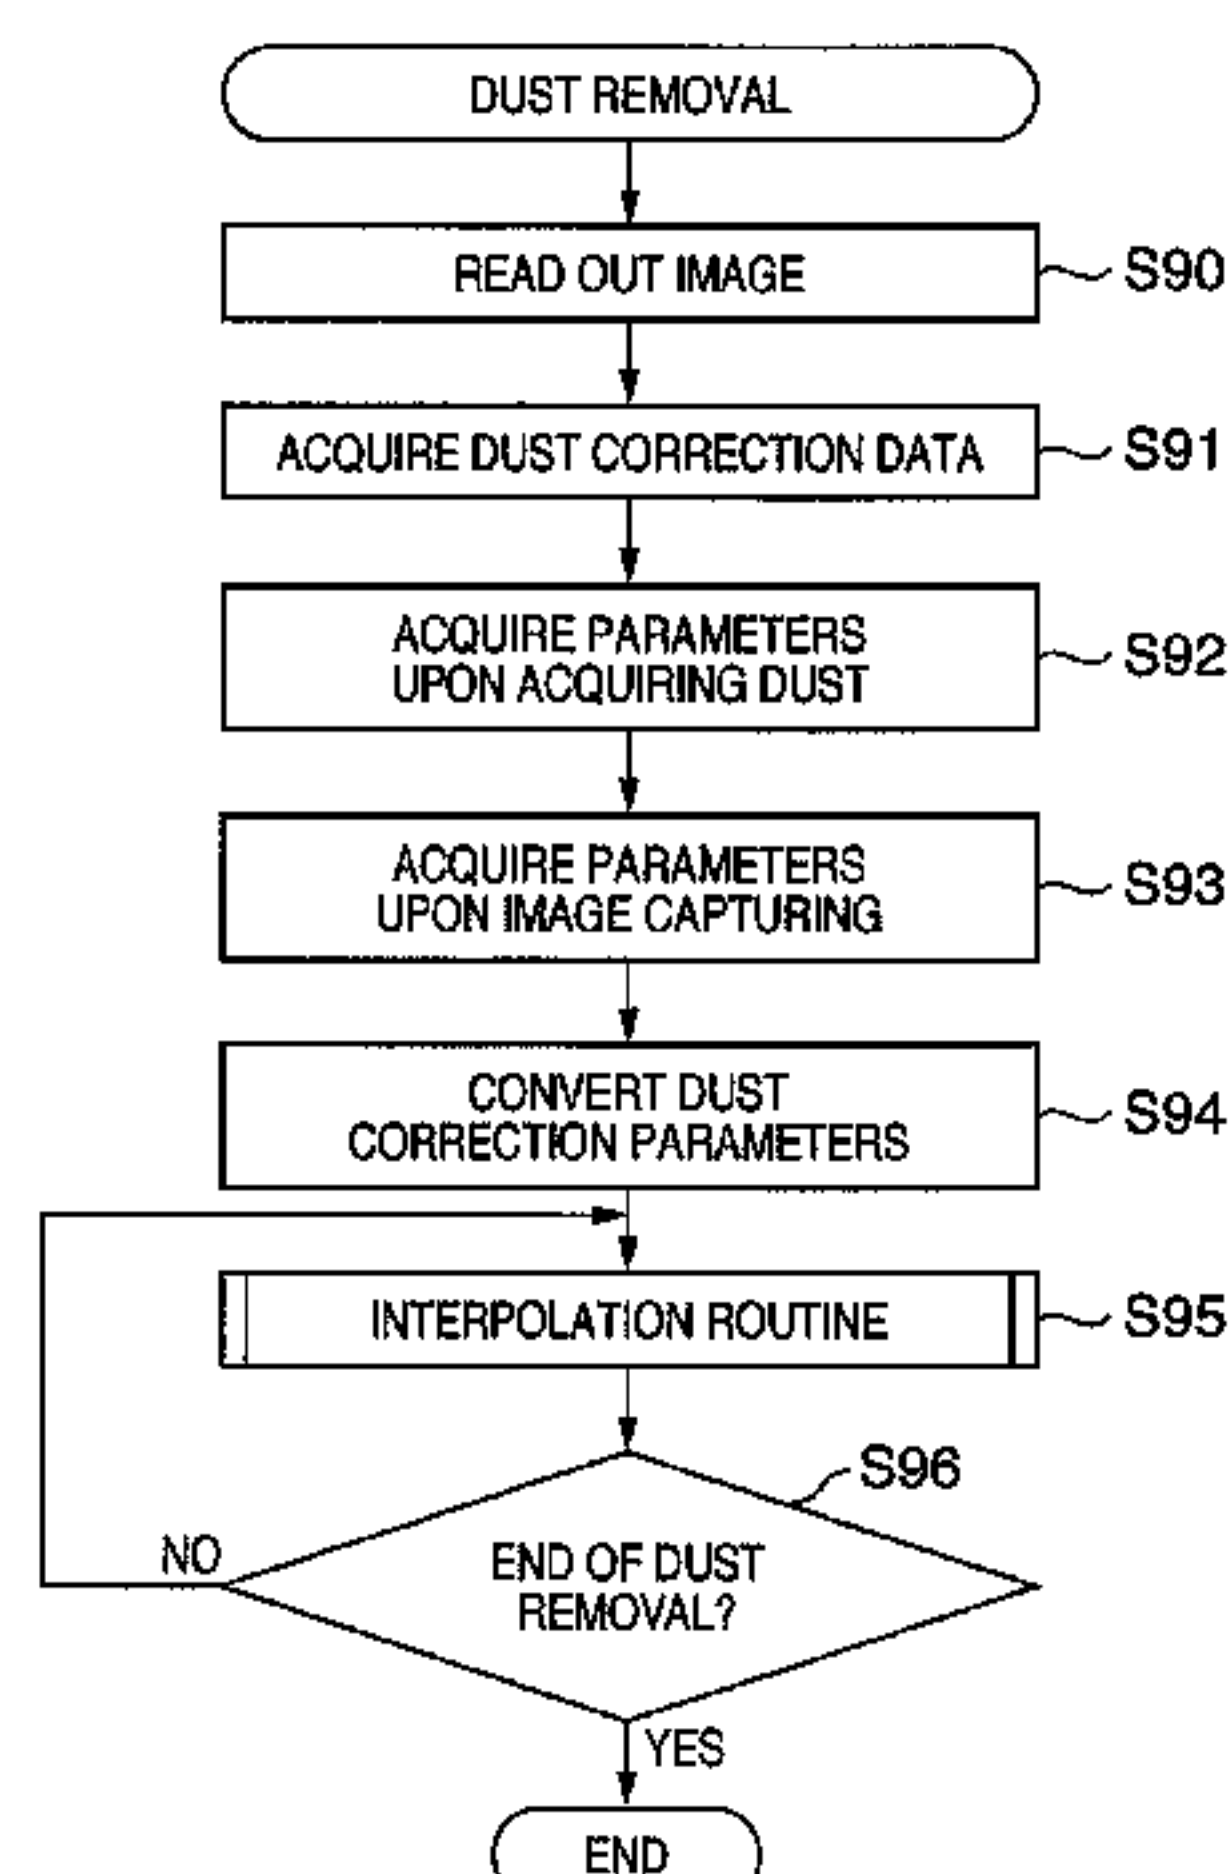 DUST REMOVAL
READ OUT IMAGE
S90
ACQUIRE DUST CORRECTION DATA
S91
ACQUIRE PARAMETERS
UPON ACQUIRING DUST
S92
ACQUIRE PARAMETERS
UPON IMAGE CAPTURING
S93
CONVERT DUST
CORRECTION PARAMETERS
S94
INTERPOLATION ROUTINE
S95
S96
NO
END OF DUST
REMOVAL?
YES
END